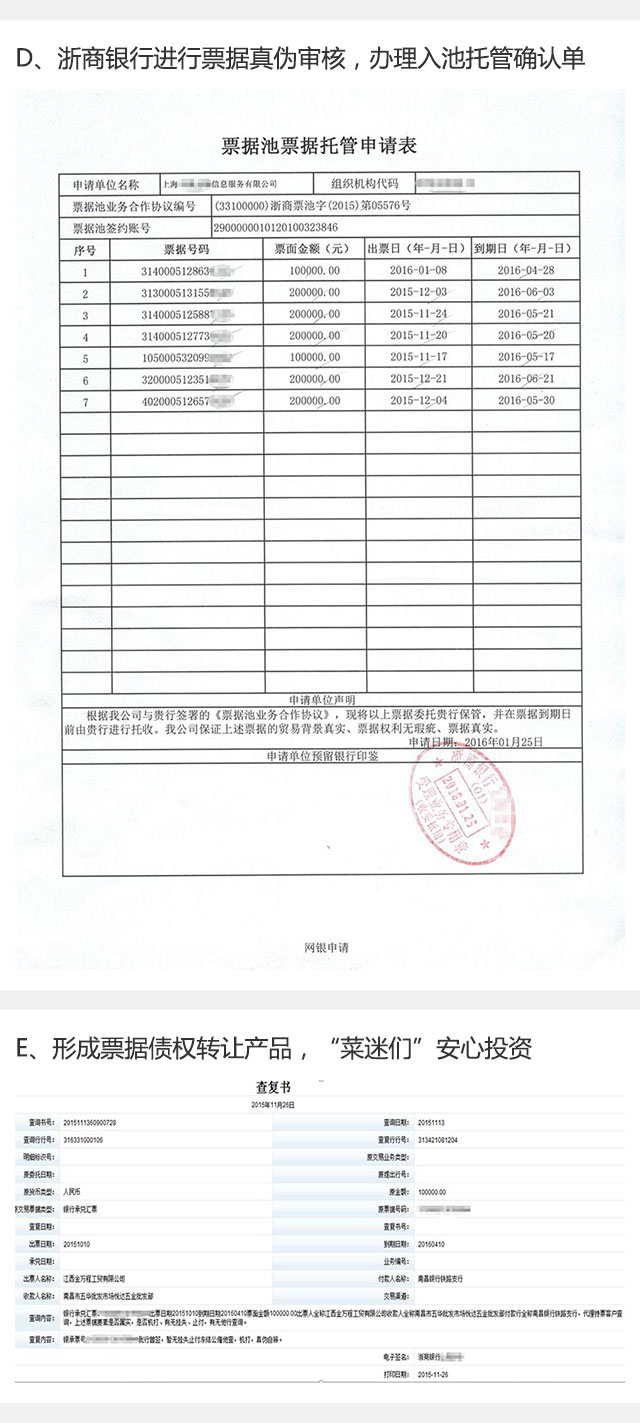 D、浙商银行进行票据真伪审核，办理入池托管确认单
票据池票据托管申请表
申请单位名称 上海 信息服务有限公司 组织机构代码
票据池业务合作协议编号 (33100000)浙商票池字(2015)第05576号
票据池签约账号 2900000010120100323846
序号 票据号码 票面金额（元） 出票日（年-月-日） 到期日（年-月-日）
1 314000512863 100000.00 2016-01-08 2016-04-28
2 313000513155 200000.00 2015-12-03 2016-06-03
3 314000512588 200000.00 2015-11-24 2016-05-21
4 314000512773 200000.00 2015-11-20 2016-05-20
5 105000532099 100000.00 2015-11-17 2016-05-17
6 320000512351 200000.00 2015-12-21 2016-06-21
7 402000512657 200000.00 2015-12-04 2016-05-30
申请单位声明
根据我公司与贵行签署的《票据池业务合作协议》，现将以上票据委托贵行保管，并在票据到期日
前由贵行进行托收。我公司保证上述票据的贸易背景真实、票据权利无瑕疵、票据真实。
申请日期：2016年01月25日
申请单位预留银行印鉴
浙商银行
(01)
2016.01.25
受理业务专用章
网银申请
E、形成票据债权转让产品，“菜迷们”安心投资
查复书
2015年11月26日
查询书号： 2015111360900728 查询日期： 20151113
查询行行号： 316331000106 查复行行号： 313421081204
明细标识号： 原交易业务类型：
原委托日期： 原提出行号：
原货币类型： 人民币 原金额： 100000.00
原交易票据类型： 银行承兑汇票 原票据号码：
查复日期： 查复书号：
出票日期： 20151010 到期日期： 20160410
承兑日期： 业务编号：
出票人名称： 江西金万程工贸有限公司 付款人名称： 南昌银行铁路支行
收款人名称： 南昌市五华批发市场悦达五金批发部 交易渠道：
查询内容： 银行承兑汇票 出票日期20151010到期日期20160410票面金额100000.00出票人全称江西金万程工贸有限公司收款人全称南昌市五华批发市场悦达五金批发部付款行全称南昌银行铁路支行，代理持票客户查
询，上述票据要素是否属实，是否机打，有无挂失、止付，有无他行查询。
查复内容： 银承票号 我行曾签，暂无挂失止付冻结公催他查，机打，真伪自辨。
电子签名： 浙商银行
打印日期： 2015-11-26